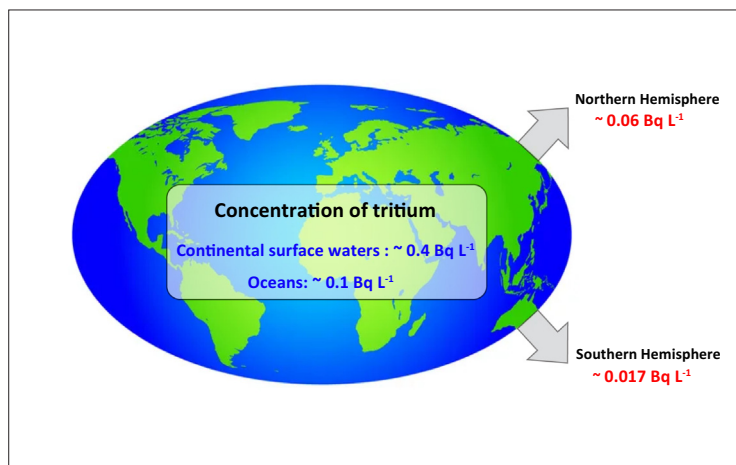 Northern Hemisphere
~ 0.06 Bq L⁻¹
Concentration of tritium
Continental surface waters : ~ 0.4 Bq L⁻¹
Oceans: ~ 0.1 Bq L⁻¹
Southern Hemisphere
~ 0.017 Bq L⁻¹